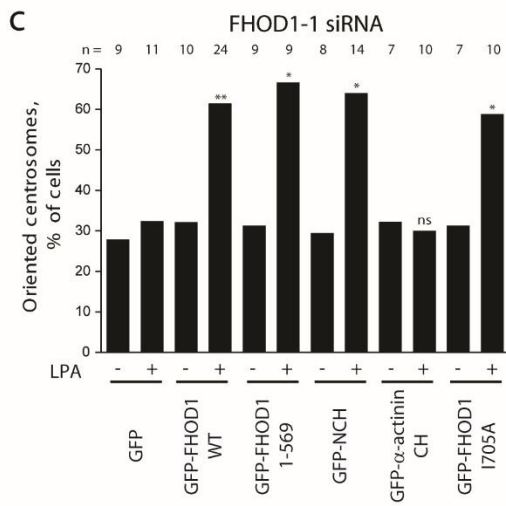 C
FHOD1-1 siRNA
n = 9 11 10 24 9 9 8 14 7 10 7 10
Oriented centrosomes,
% of cells
70
60
50
40
30
20
10
0
** * * ns *
LPA - + - + - + - + - + - +
GFP
GFP-FHOD1
WT
GFP-FHOD1
1-569
GFP-NCH
GFP-α-actinin
CH
GFP-FHOD1
I705A